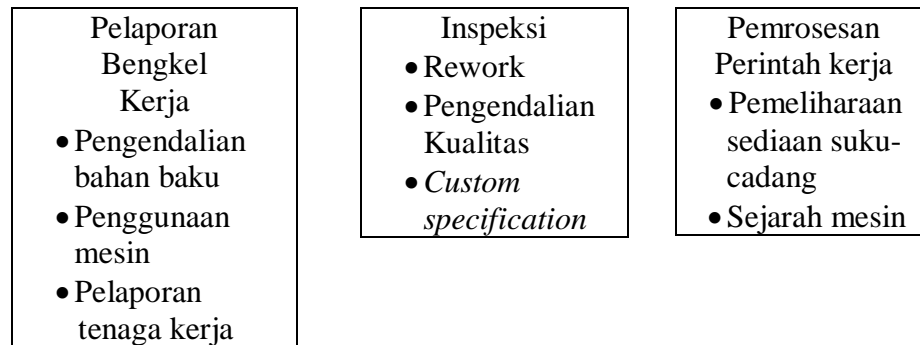 Pelaporan
Bengkel
Kerja
• Pengendalian
bahan baku
• Penggunaan
mesin
• Pelaporan
tenaga kerja
Inspeksi
• Rework
• Pengendalian
Kualitas
• Custom
specification
Pemrosesan
Perintah kerja
• Pemeliharaan
sediaan suku-
cadang
• Sejarah mesin